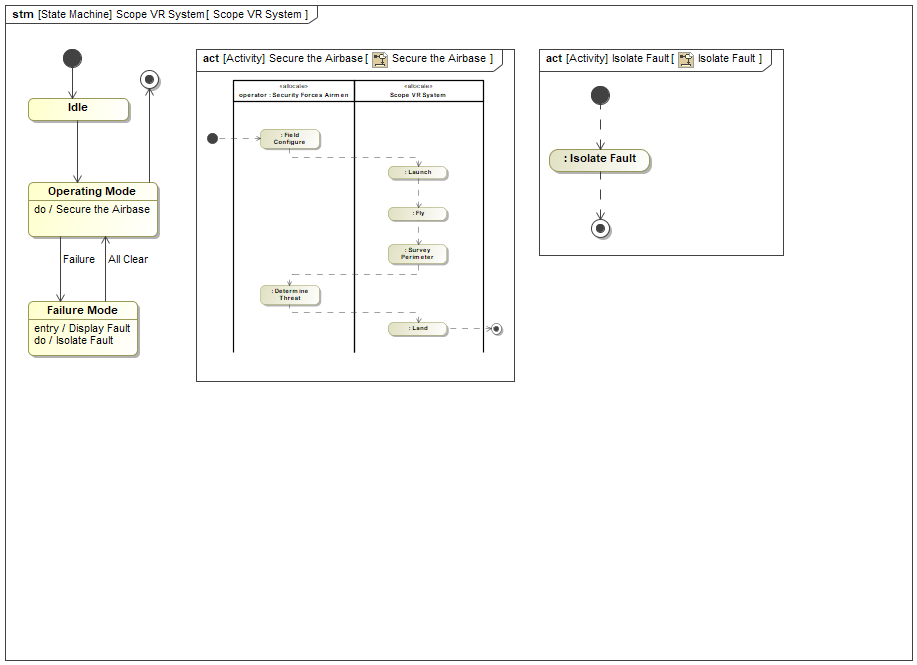 stm [State Machine] Scope VR System[ Scope VR System ]
Idle
Operating Mode
do / Secure the Airbase
Failure
All Clear
Failure Mode
entry / Display Fault
do / Isolate Fault
act [Activity] Secure the Airbase[ Secure the Airbase ]
«allocate»
operator : Security Forces Airmen
«allocate»
Scope VR System
: Field
Configure
: Launch
: Fly
: Survey
Perimeter
: Determine
Threat
: Land
act [Activity] Isolate Fault[ Isolate Fault ]
: Isolate Fault